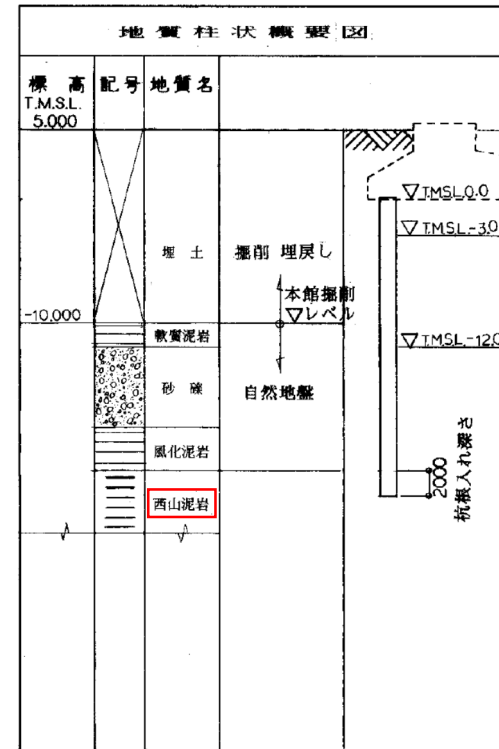 地質柱状概要図
標高 記号 地質名
T.M.S.L.
5.000
▽T.M.S.L.0.0
▽T.M.S.L.-3.0
埋土 掘削 埋戻し
本館掘削
▽レベル
-10.000
軟質泥岩
▽T.M.S.L.-12.0
砂礫 自然地盤
風化泥岩
西山泥岩
2000
杭根入れ深さ